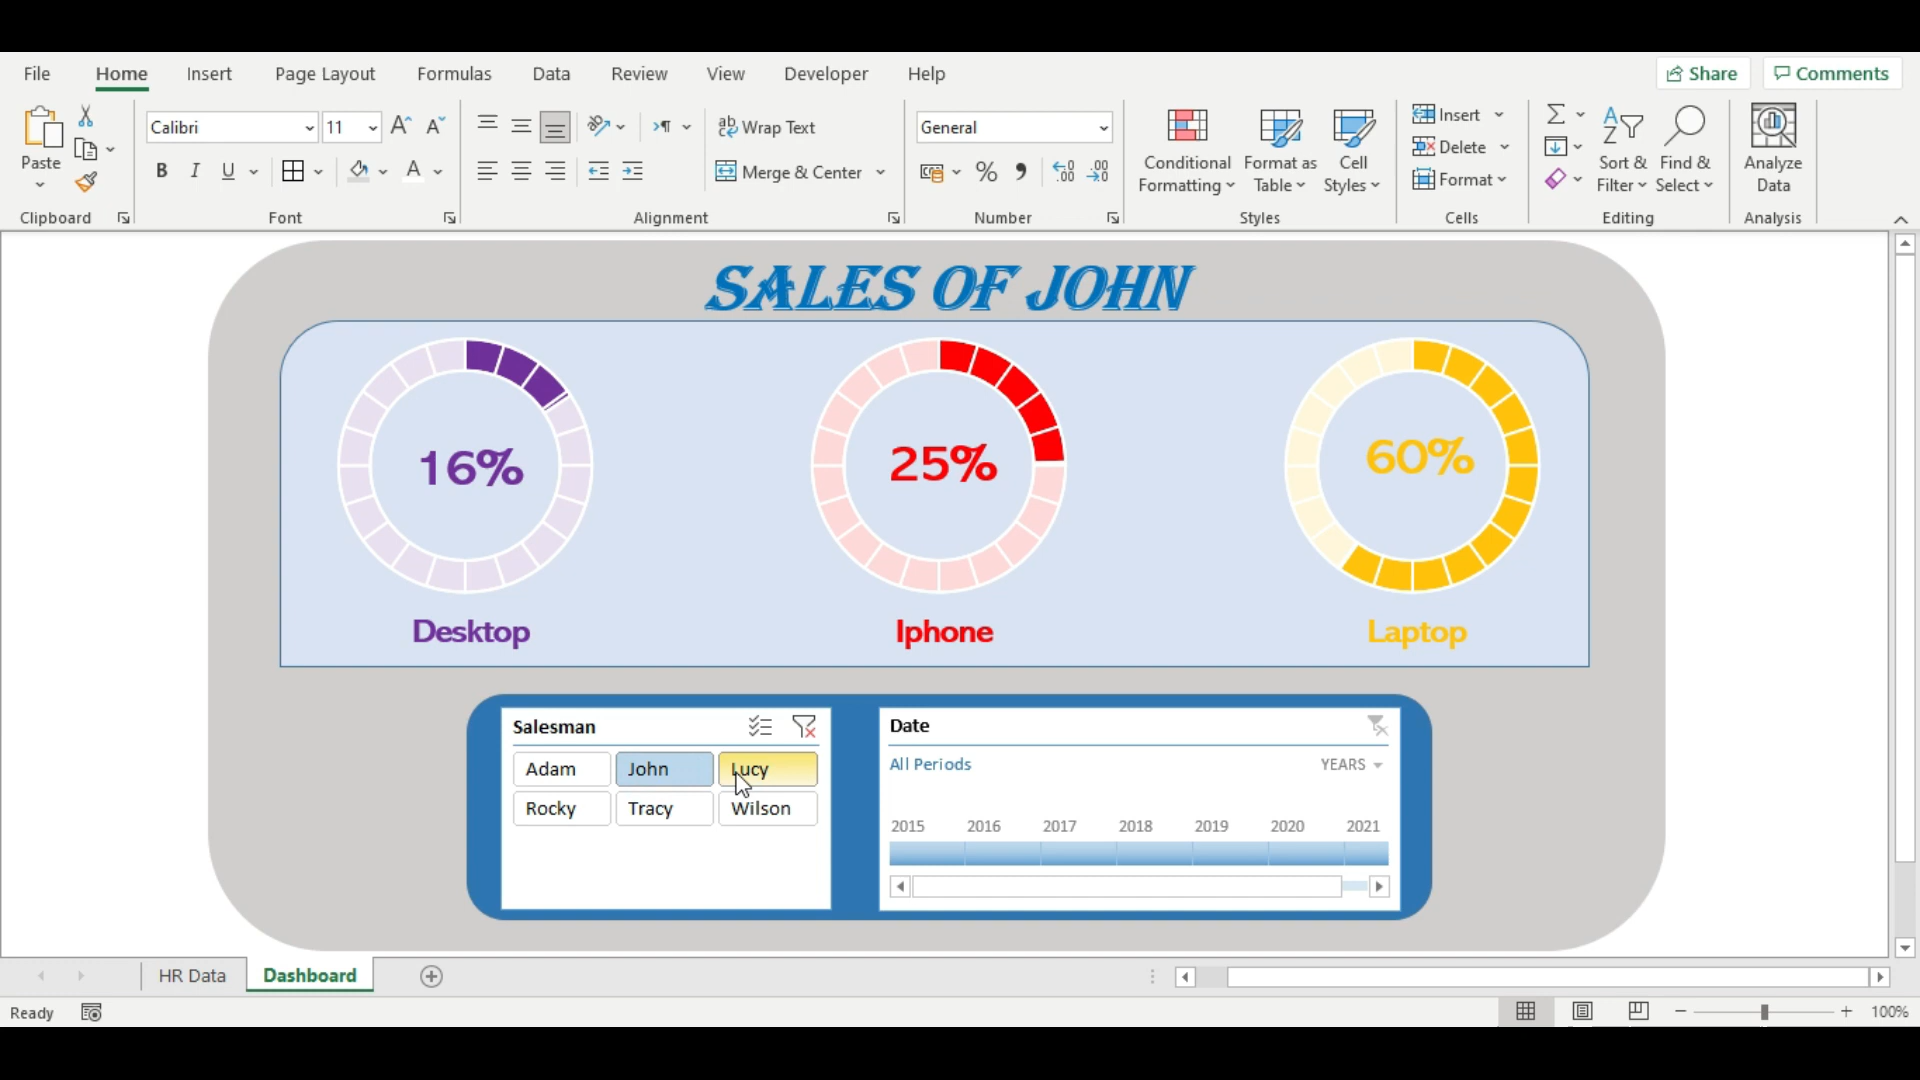 File Home Insert Page Layout Formulas Data Review View Developer Help Share Comments
Calibri 11 Wrap Text General Insert
Paste Conditional Format as Cell Delete Sort & Find & Analyze
B I U A Merge & Center % Formatting Table Styles Format Filter Select Data
Clipboard Font Alignment Number Styles Cells Editing Analysis
SALES OF JOHN
16% 25% 60%
Desktop Iphone Laptop
Salesman Date
Adam John Lucy All Periods YEARS
Rocky Tracy Wilson
2015 2016 2017 2018 2019 2020 2021
HR Data Dashboard
Ready 100%